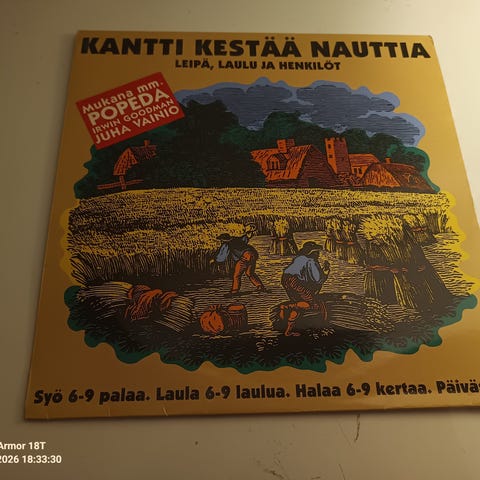 KANTTI KESTÄÄ NAUTTIA
LEIPÄ, LAULU JA HENKILÖT
Mukana mm.
POPEDA
IRWIN GOODMAN
JUHA VAINIO
Syö 6-9 palaa. Laula 6-9 laulua. Halaa 6-9 kertaa. Päiväs
Armor 18T
2026 18:33:30